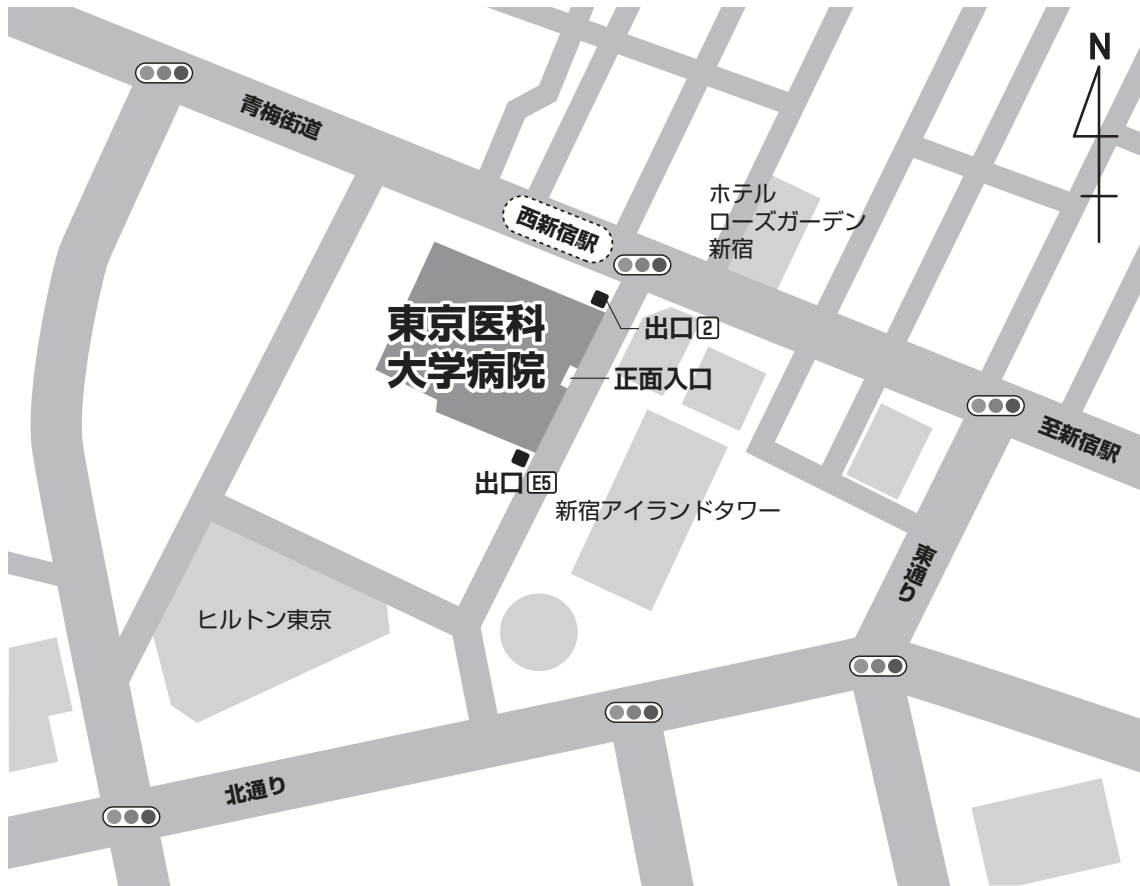 N
青梅街道
ホテル
ローズガーデン
新宿
西新宿駅
東京医科
大学病院
出口2
正面入口
至新宿駅
出口E5
新宿アイランドタワー
東通り
ヒルトン東京
北通り